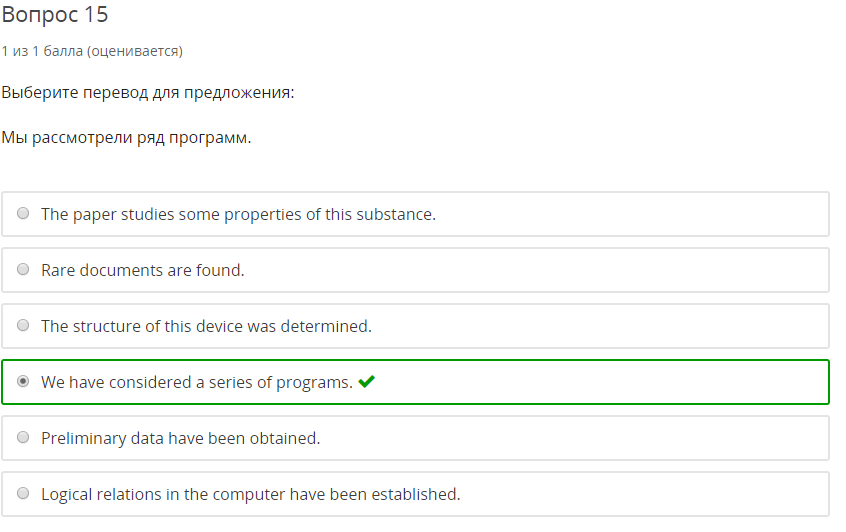 Вопрос 15
1 из 1 балла (оценивается)
Выберите перевод для предложения:
Мы рассмотрели ряд программ.
The paper studies some properties of this substance.
Rare documents are found.
The structure of this device was determined.
We have considered a series of programs.
Preliminary data have been obtained.
Logical relations in the computer have been established.